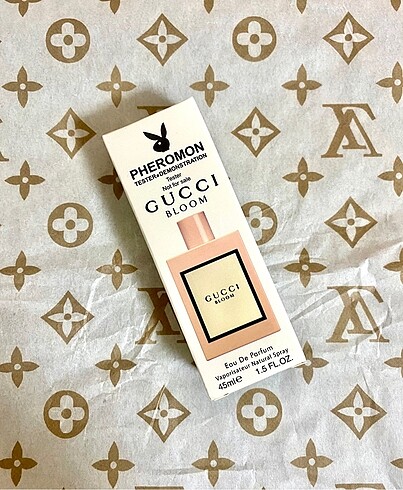 PHEROMON
TESTER•DEMONSTRATION
Tester
Not for sale
GUCCI
BLOOM
GUCCI
BLOOM
Eau De Parfum
Vaporisateur Natural Spray
45ml℮ 1.5 FL.OZ.